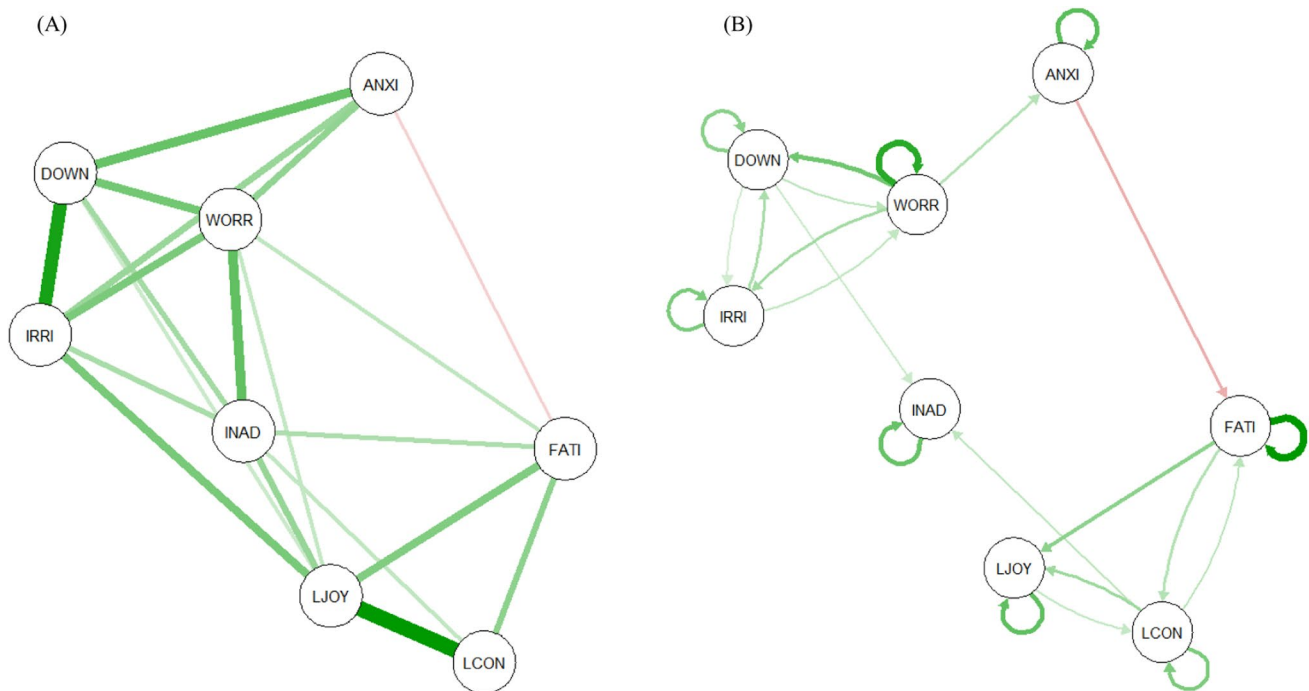 (A)
ANXI
DOWN
WORR
IRRI
INAD
FATI
LJOY
LCON
(B)
ANXI
DOWN
WORR
IRRI
INAD
FATI
LJOY
LCON